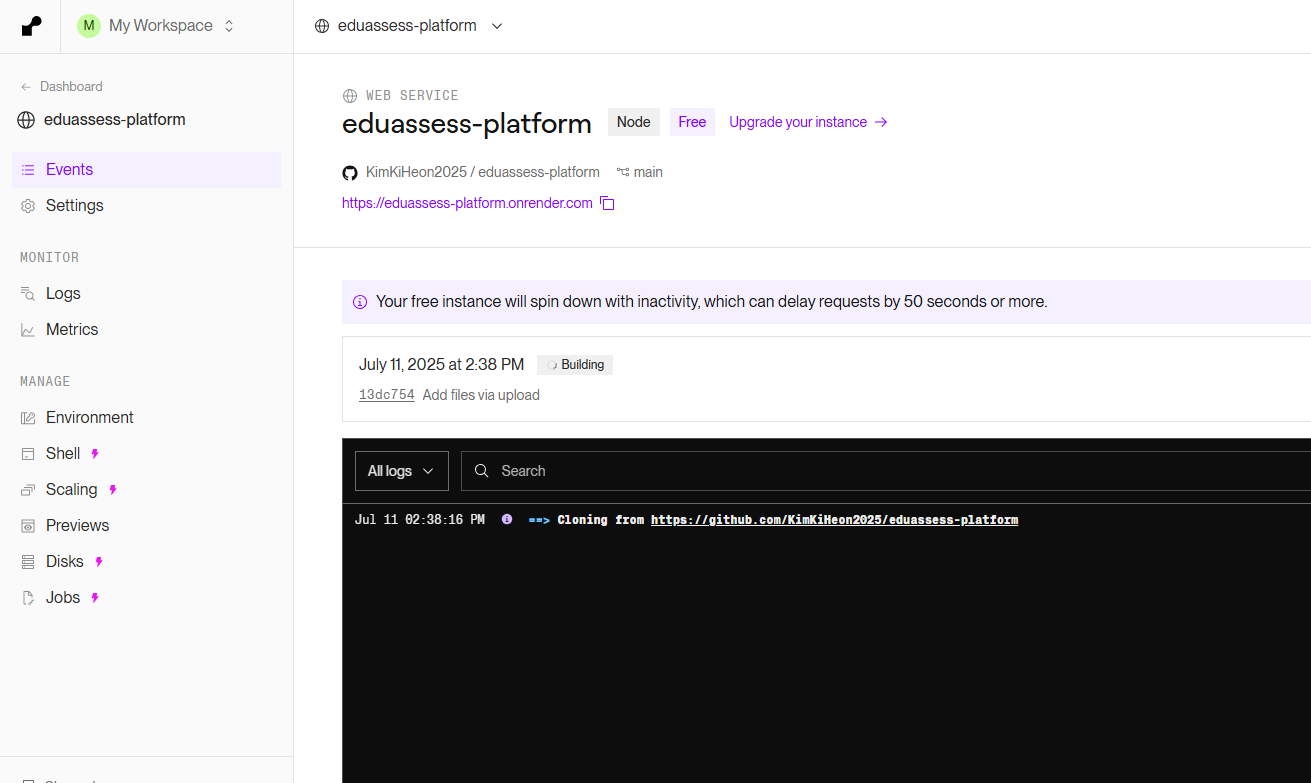 M My Workspace
eduassess-platform
Dashboard
eduassess-platform
Events
Settings
MONITOR
Logs
Metrics
MANAGE
Environment
Shell
Scaling
Previews
Disks
Jobs
WEB SERVICE
eduassess-platform Node Free Upgrade your instance →
KimKiHeon2025 / eduassess-platform main
https://eduassess-platform.onrender.com
Your free instance will spin down with inactivity, which can delay requests by 50 seconds or more.
July 11, 2025 at 2:38 PM Building
13dc754 Add files via upload
All logs Search
Jul 11 02:38:16 PM ==> Cloning from https://github.com/KimKiHeon2025/eduassess-platform